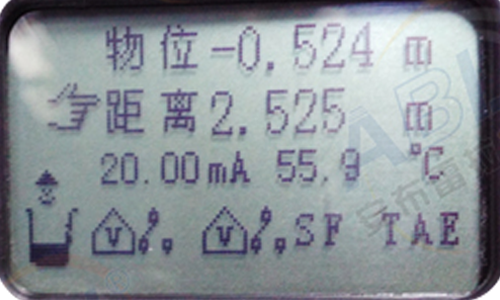 物位-0.524 m
距离2.525 m
20.00mA 55.9 ℃
V V SF TAE